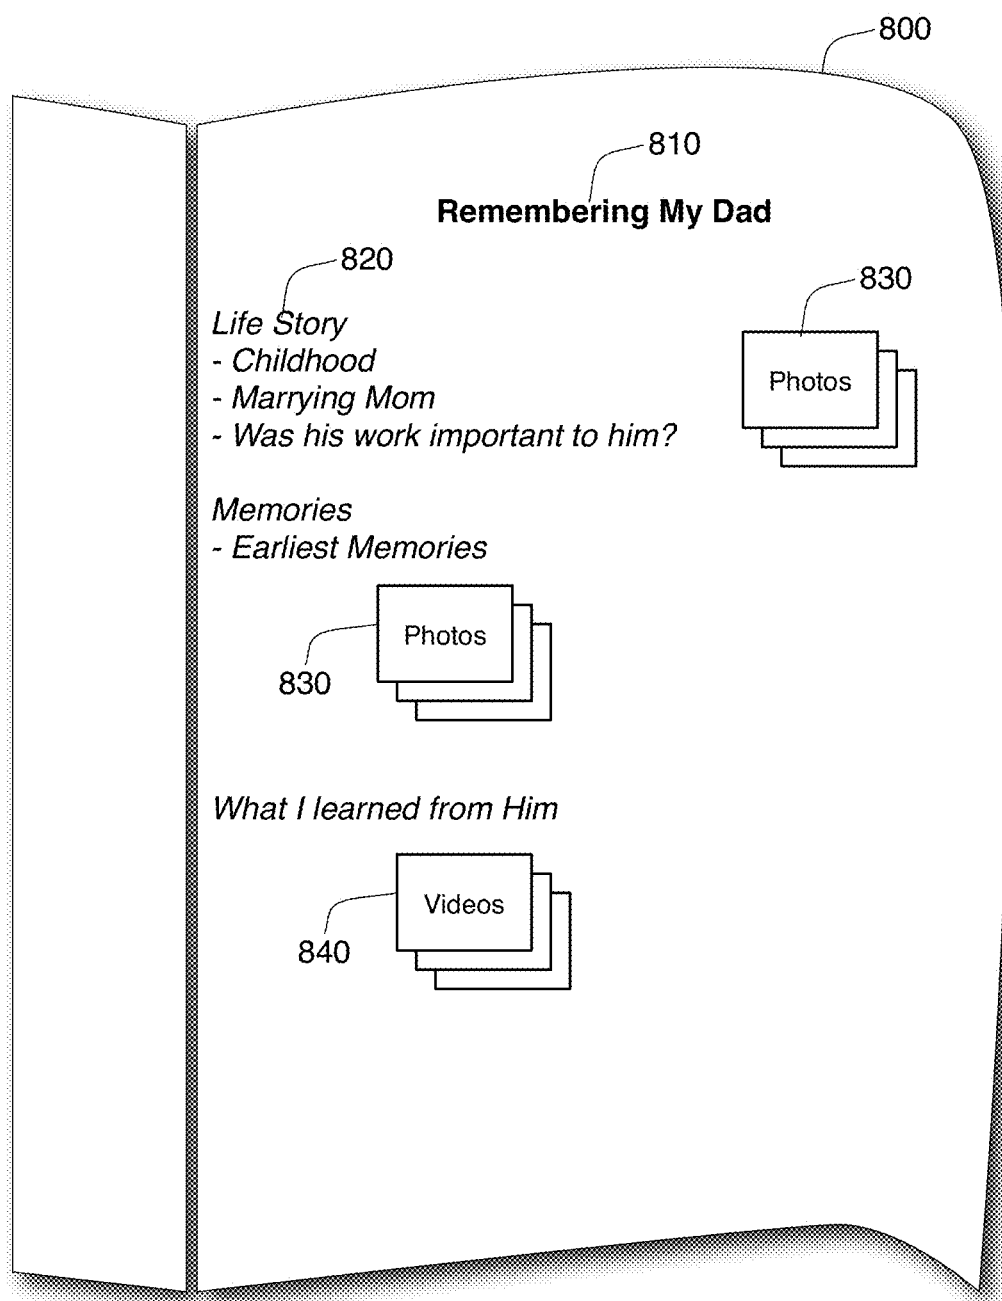 800
810
Remembering My Dad
820
830
Life Story
- Childhood
- Marrying Mom
- Was his work important to him?
Photos
Memories
- Earliest Memories
Photos
830
What I learned from Him
Videos
840